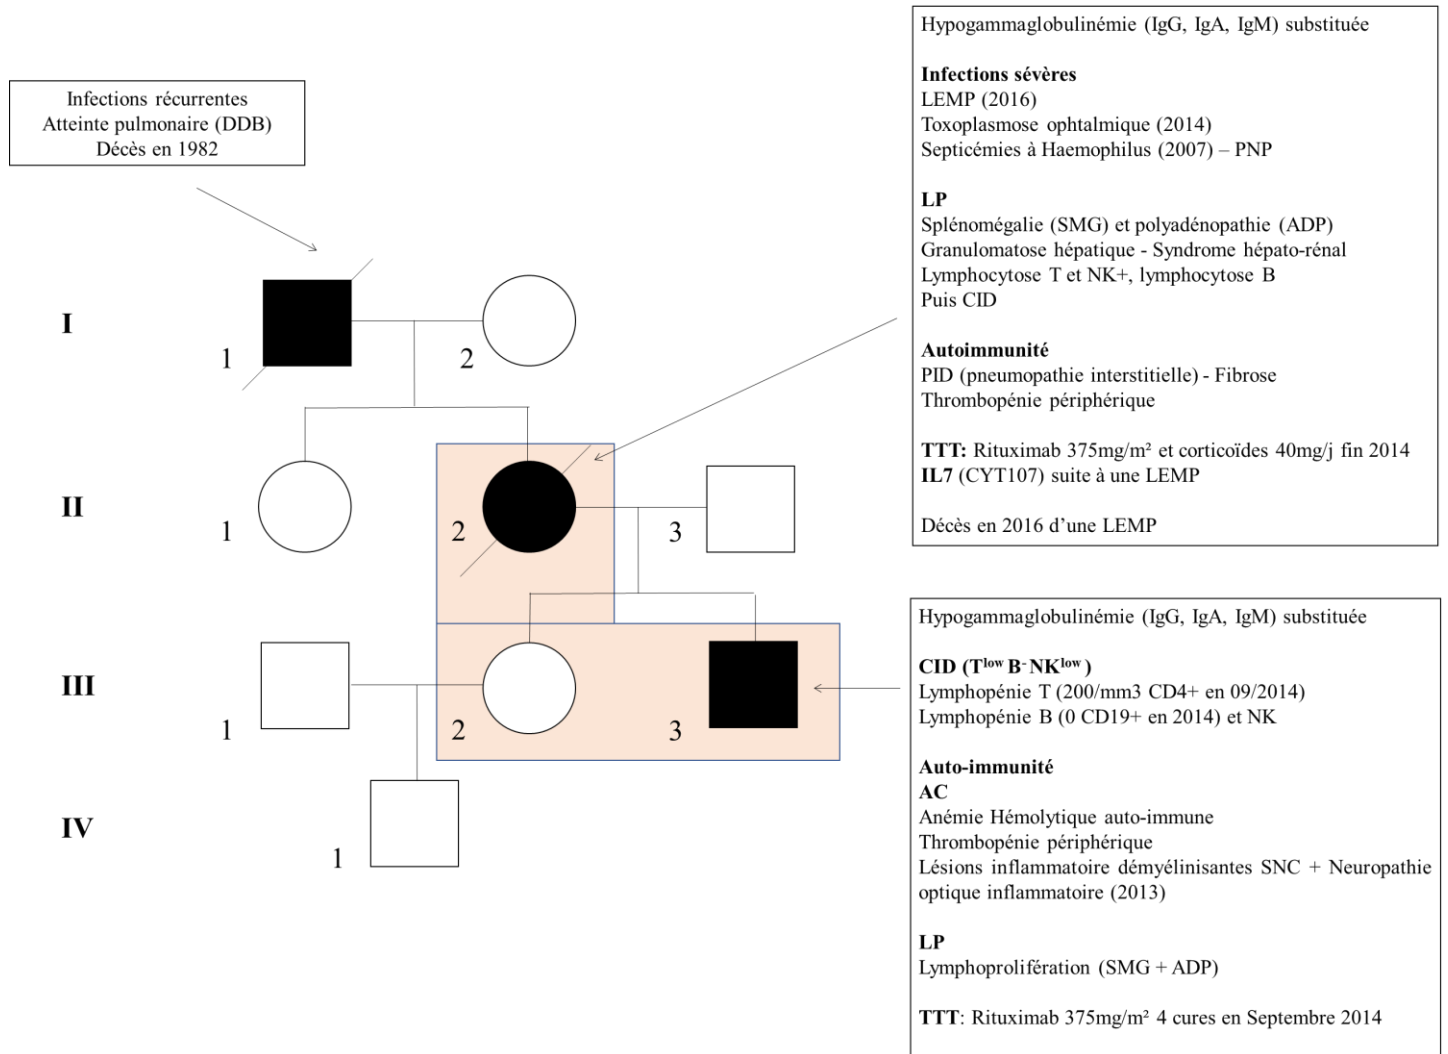 Infections récurrentes
Atteinte pulmonaire (DDB)
Décès en 1982
I
1
2
II
1
2
3
III
1
2
3
IV
1
Hypogammaglobulinémie (IgG, IgA, IgM) substituée
Infections sévères
LEMP (2016)
Toxoplasmose ophtalmique (2014)
Septicémies à Haemophilus (2007) – PNP
LP
Splénomégalie (SMG) et polyadénopathie (ADP)
Granulomatose hépatique - Syndrome hépato-rénal
Lymphocytose T et NK+, lymphocytose B
Puis CID
Autoimmunité
PID (pneumopathie interstitielle) - Fibrose
Thrombopénie périphérique
TTT: Rituximab 375mg/m² et corticoïdes 40mg/j fin 2014
IL7 (CYT107) suite à une LEMP
Décès en 2016 d’une LEMP
Hypogammaglobulinémie (IgG, IgA, IgM) substituée
CID (Tlow B- NKlow )
Lymphopénie T (200/mm3 CD4+ en 09/2014)
Lymphopénie B (0 CD19+ en 2014) et NK
Auto-immunité
AC
Anémie Hémolytique auto-immune
Thrombopénie périphérique
Lésions inflammatoire démyélinisantes SNC + Neuropathie
optique inflammatoire (2013)
LP
Lymphoprolifération (SMG + ADP)
TTT: Rituximab 375mg/m² 4 cures en Septembre 2014